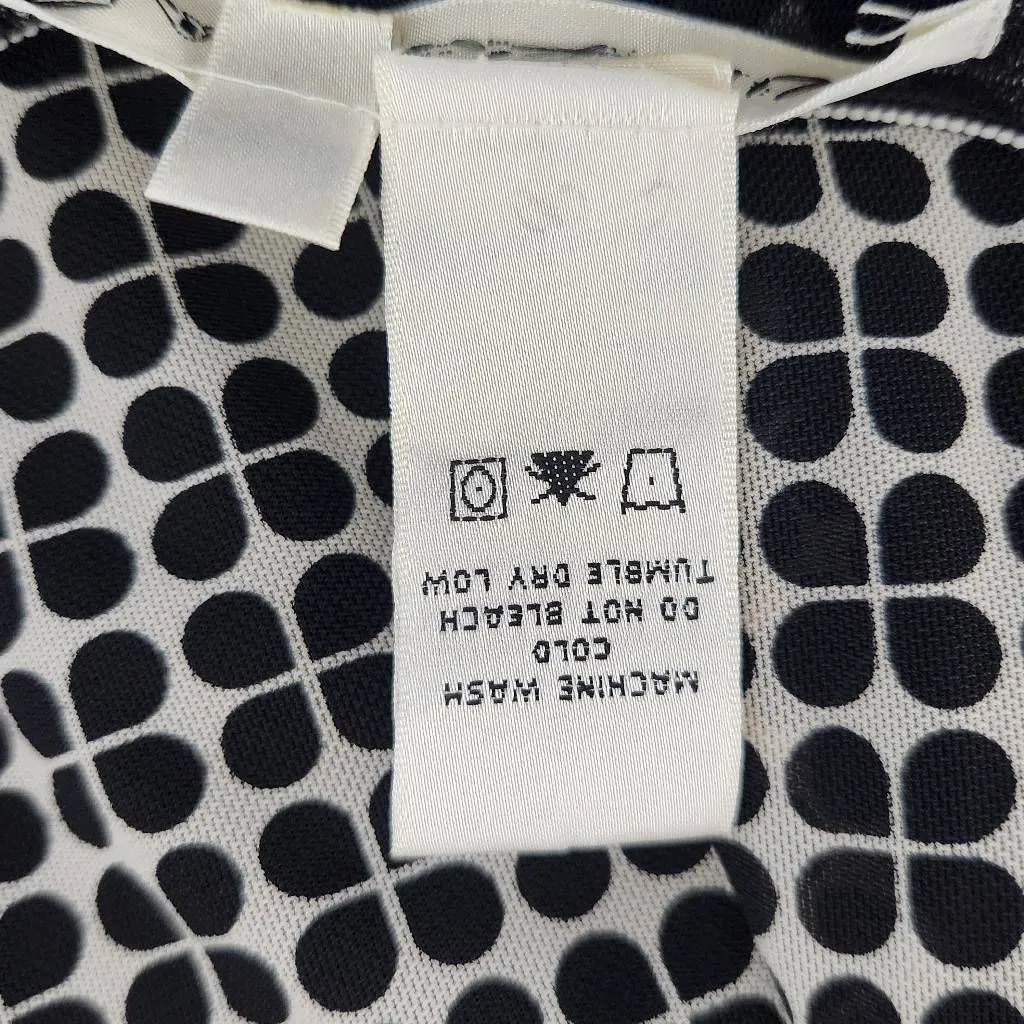 MACHINE WASH
COLD
DO NOT BLEACH
TUMBLE DRY LOW